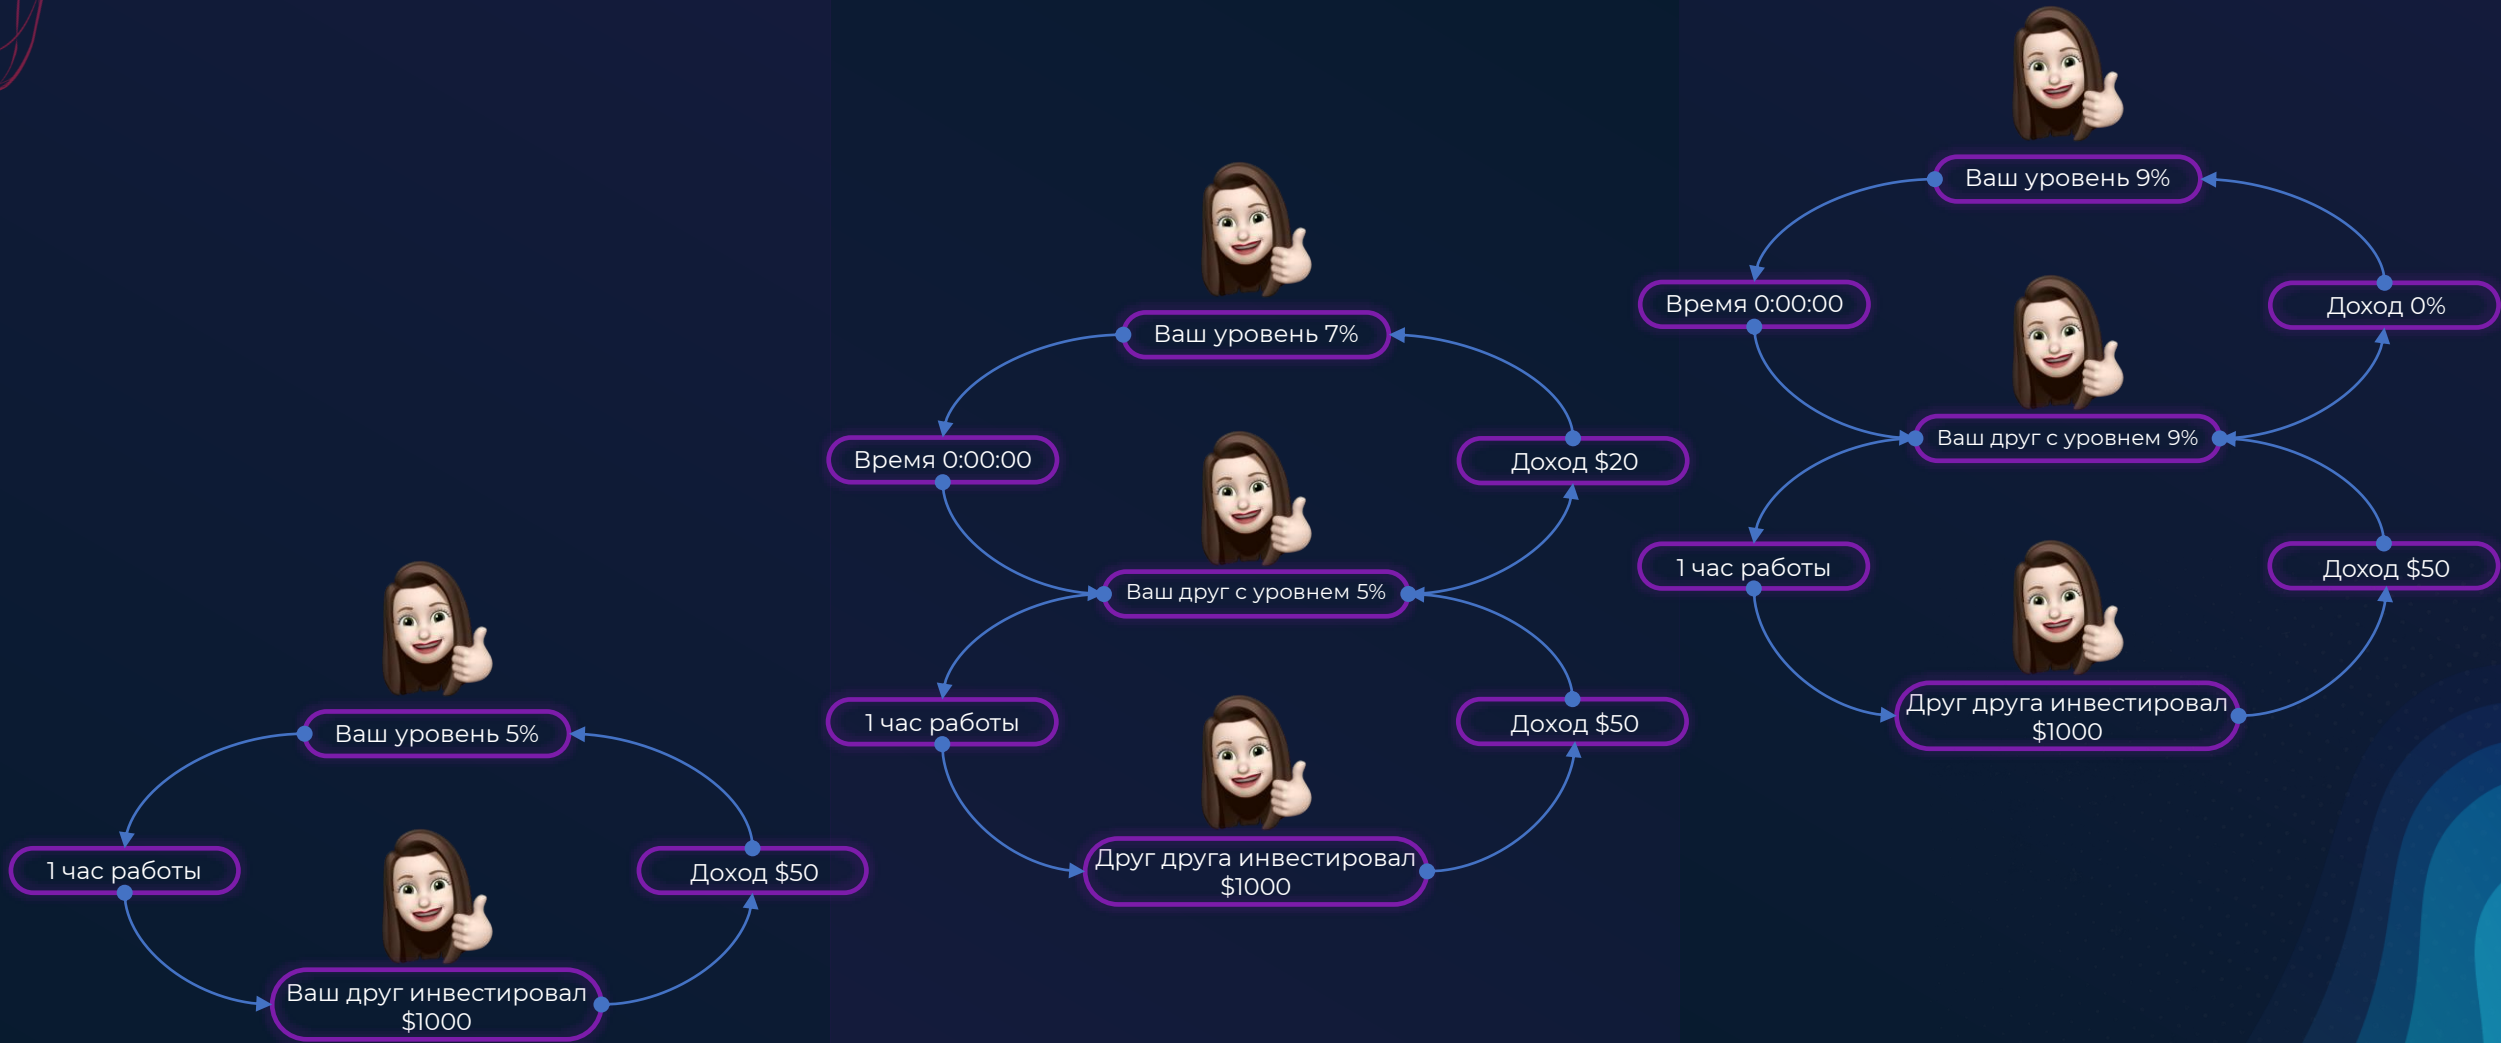 Ваш уровень 5%
1 час работы
Доход $50
Ваш друг инвестировал
$1000
Ваш уровень 7%
Время 0:00:00
Доход $20
Ваш друг с уровнем 5%
1 час работы
Доход $50
Друг друга инвестировал
$1000
Ваш уровень 9%
Время 0:00:00
Доход 0%
Ваш друг с уровнем 9%
1 час работы
Доход $50
Друг друга инвестировал
$1000